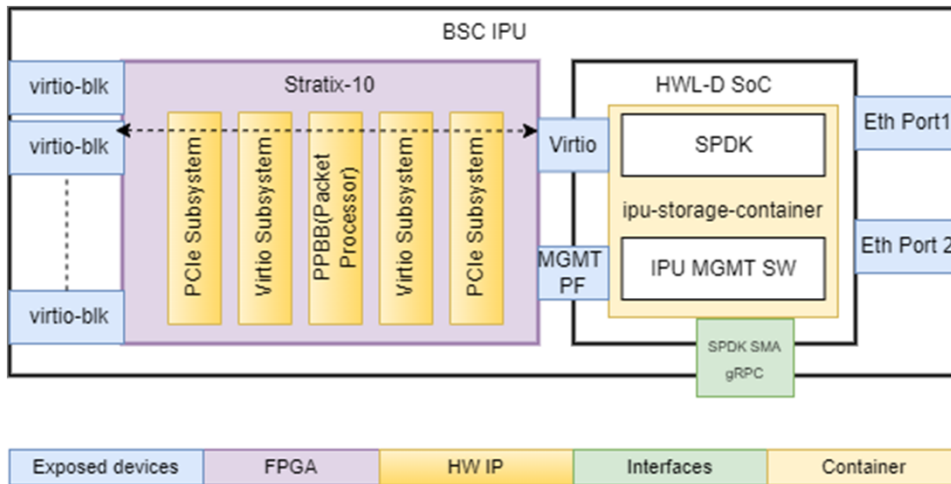 BSC IPU
virtio-blk
virtio-blk
virtio-blk
Stratix-10
PCIe Subsystem
Virtio Subsystem
PPBB(Packet
Processor)
Virtio Subsystem
PCIe Subsystem
Virtio
MGMT
PF
HWL-D SoC
SPDK
ipu-storage-container
IPU MGMT SW
SPDK SMA
gRPC
Eth Port1
Eth Port 2
Exposed devices
FPGA
HW IP
Interfaces
Container